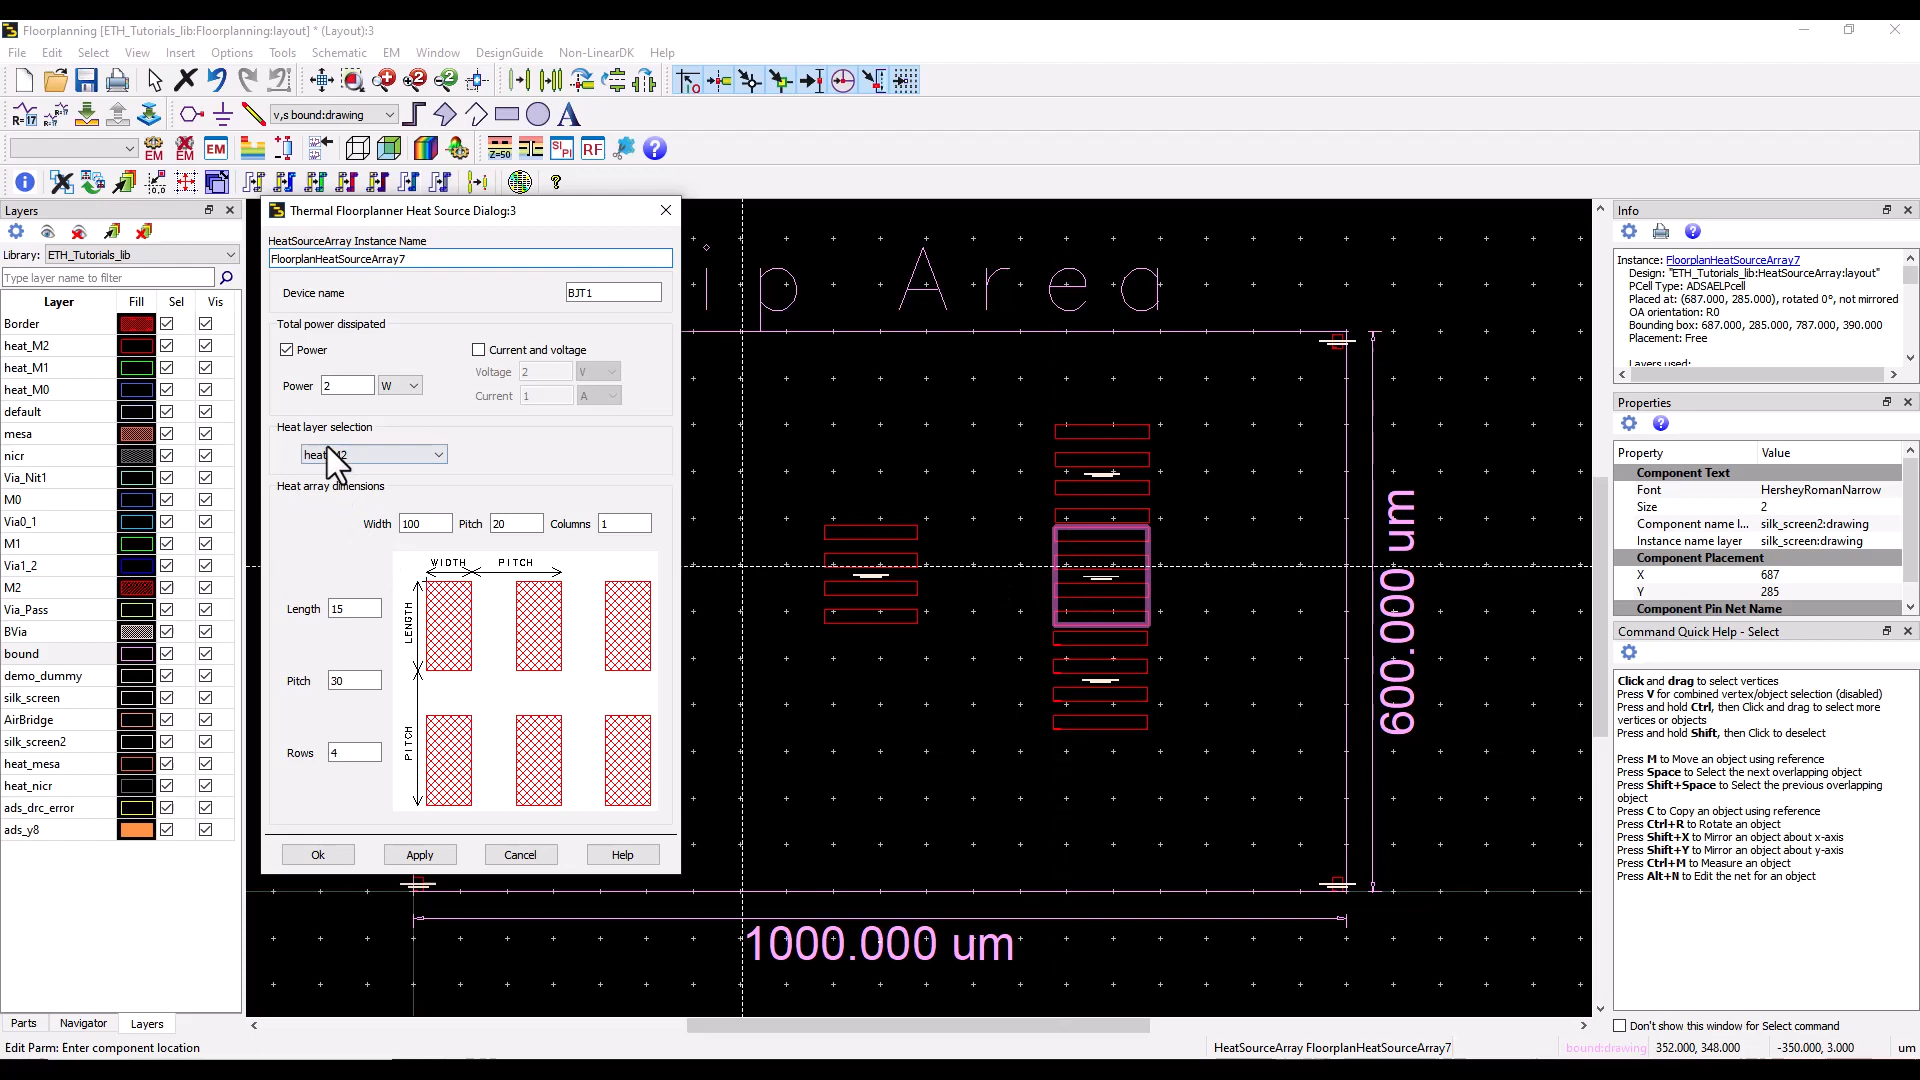 Floorplanning [ETH_Tutorials_lib:Floorplanning:layout] * (Layout):3
File Edit Select View Insert Options Tools Schematic EM Window DesignGuide Non-LinearDK Help
R=17 R=17 v,s bound:drawing A
EM EM EM Z=50 SI PI RF
Layers
Library: ETH_Tutorials_lib
Type layer name to filter
Layer Fill Sel Vis
Border
heat_M2
heat_M1
heat_M0
default
mesa
nicr
Via_Nit1
M0
Via0_1
M1
Via1_2
M2
Via_Pass
BVia
bound
demo_dummy
silk_screen
AirBridge
silk_screen2
heat_mesa
heat_nicr
ads_drc_error
ads_y8
Parts Navigator Layers
Thermal Floorplanner Heat Source Dialog:3
HeatSourceArray Instance Name
FloorplanHeatSourceArray7
Device name BJT1
Total power dissipated
Power Current and voltage
Voltage 2 V
Power 2 W
Current 1 A
Heat layer selection
Heat array dimensions
Width 100 Pitch 20 Columns 1
WIDTH PITCH
Length 15 LENGTH
Pitch 30
Rows 4 PITCH
Ok Apply Cancel Help
ip Area
600.000 um
1000.000 um
Info
Instance: FloorplanHeatSourceArray7
Design: "ETH_Tutorials_lib:HeatSourceArray:layout"
PCell Type: ADSAELPcell
Placed at: (687.000, 285.000), rotated 0°, not mirrored
OA orientation: R0
Bounding box: 687.000, 285.000, 787.000, 390.000
Placement: Free
Layers used:
Properties
Property Value
Component Text
Font HersheyRomanNarrow
Size 2
Component name l... silk_screen2:drawing
Instance name layer silk_screen:drawing
Component Placement
X 687
Y 285
Component Pin Net Name
Command Quick Help - Select
Click and drag to select vertices
Press V for combined vertex/object selection (disabled)
Press and hold Ctrl, then Click and drag to select more
vertices or objects
Press and hold Shift, then Click to deselect
Press M to Move an object using reference
Press Space to Select the next overlapping object
Press Shift+Space to Select the previous overlapping
object
Press C to Copy an object using reference
Press Ctrl+R to Rotate an object
Press Shift+X to Mirror an object about x-axis
Press Shift+Y to Mirror an object about y-axis
Press Ctrl+M to Measure an object
Press Alt+N to Edit the net for an object
Don't show this window for Select command
Edit Parm: Enter component location HeatSourceArray FloorplanHeatSourceArray7 bound:drawing 352.000, 348.000 -350.000, 3.000 um